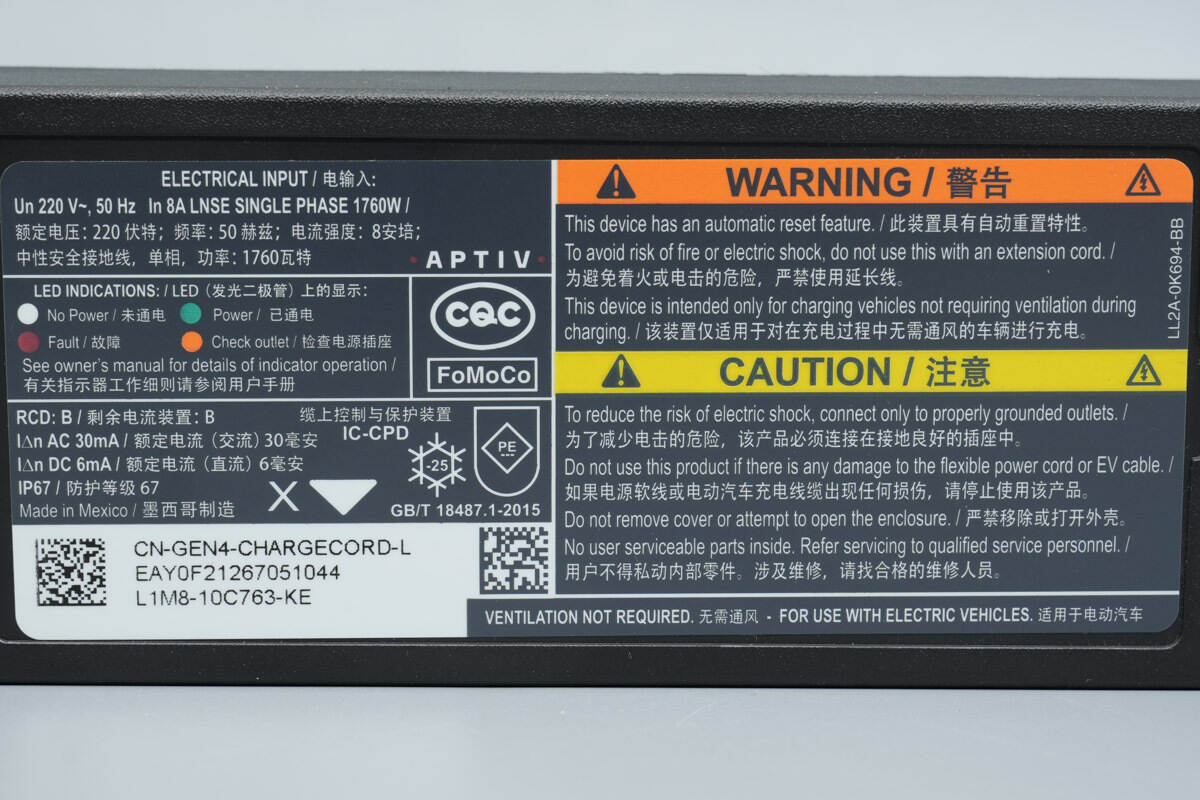 ELECTRICAL INPUT / 电输入:
Un 220 V~, 50 Hz In 8A LNSE SINGLE PHASE 1760W /
额定电压: 220 伏特; 频率: 50 赫兹; 电流强度: 8安培;
中性安全接地线, 单相, 功率: 1760瓦特
APTIV
LED INDICATIONS: / LED (发光二极管) 上的显示:
No Power / 未通电 Power / 已通电
Fault / 故障 Check outlet / 检查电源插座
See owner's manual for details of indicator operation /
有关指示器工作细则请参阅用户手册
CQC
FoMoCo
RCD: B / 剩余电流装置: B
I∆n AC 30mA / 额定电流 (交流) 30毫安
I∆n DC 6mA / 额定电流 (直流) 6毫安
IP67 / 防护等级 67
Made in Mexico / 墨西哥制造
缆上控制与保护装置
IC-CPD
-25
PE
X
GB/T 18487.1-2015
CN-GEN4-CHARGECORD-L
EAY0F21267051044
L1M8-10C763-KE
WARNING / 警告
This device has an automatic reset feature. / 此装置具有自动重置特性。
To avoid risk of fire or electric shock, do not use this with an extension cord. /
为避免着火或电击的危险, 严禁使用延长线。
This device is intended only for charging vehicles not requiring ventilation during
charging. / 该装置仅适用于对在充电过程中无需通风的车辆进行充电。
LL2A-0K694-BB
CAUTION / 注意
To reduce the risk of electric shock, connect only to properly grounded outlets. /
为了减少电击的危险, 该产品必须连接在接地良好的插座中。
Do not use this product if there is any damage to the flexible power cord or EV cable. /
如果电源软线或电动汽车充电线缆出现任何损伤, 请停止使用该产品。
Do not remove cover or attempt to open the enclosure. / 严禁移除或打开外壳。
No user serviceable parts inside. Refer servicing to qualified service personnel. /
用户不得私动内部零件。涉及维修, 请找合格的维修人员。
VENTILATION NOT REQUIRED. 无需通风 - FOR USE WITH ELECTRIC VEHICLES. 适用于电动汽车